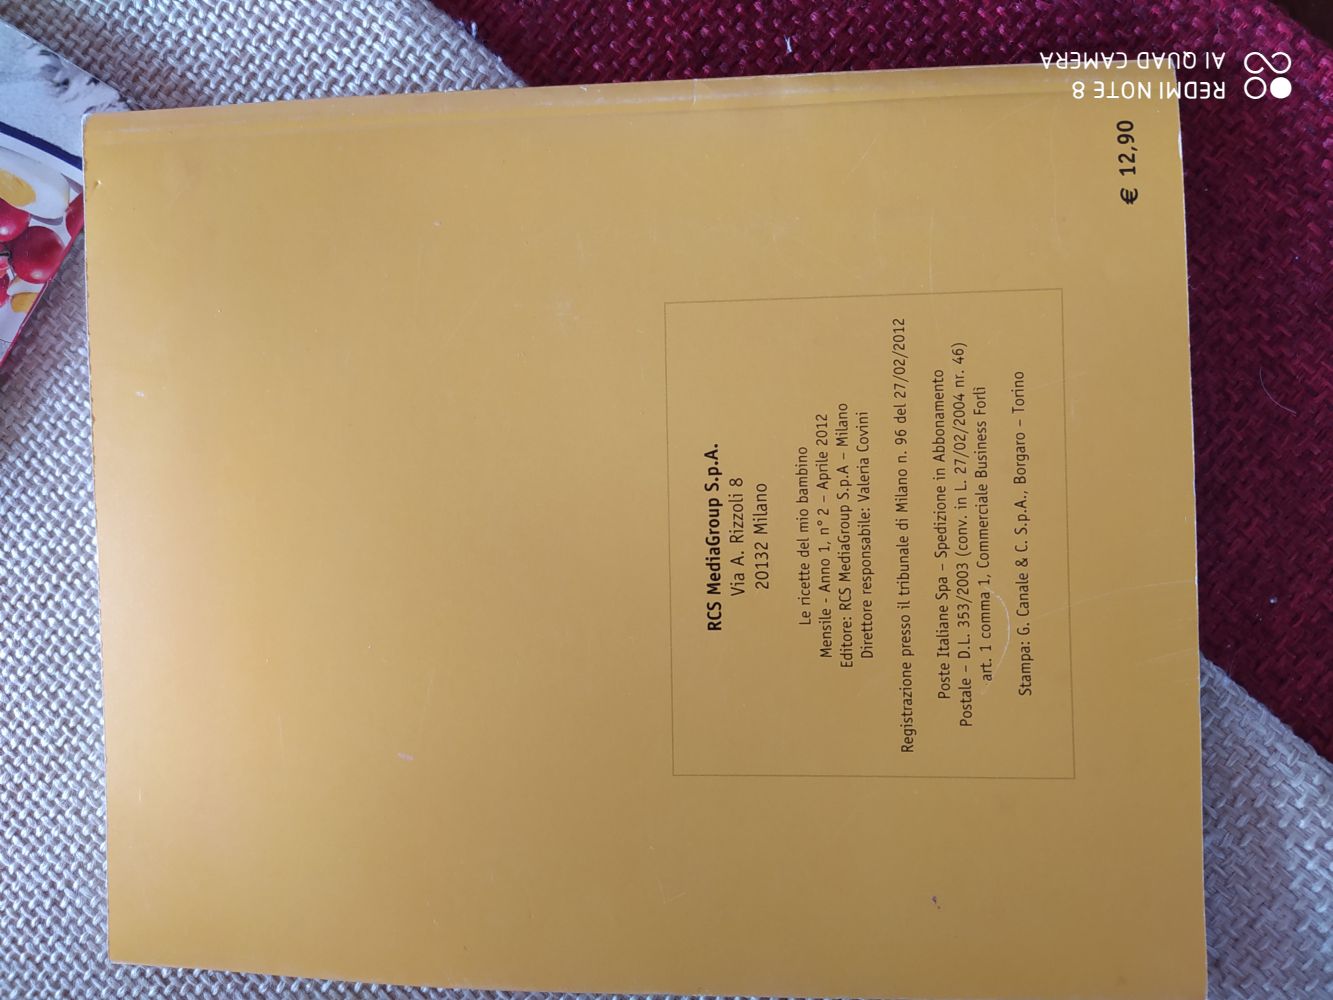 RCS MediaGroup S.p.A.
Via A. Rizzoli 8
20132 Milano
Le ricette del mio bambino
Mensile - Anno 1, n° 2 – Aprile 2012
Editore: RCS MediaGroup S.p.A – Milano
Direttore responsabile: Valeria Covini
Registrazione presso il tribunale di Milano n. 96 del 27/02/2012
Poste Italiane Spa – Spedizione in Abbonamento
Postale – D.L. 353/2003 (conv. in L. 27/02/2004 nr. 46)
art. 1 comma 1, Commerciale Business Forlì
Stampa: G. Canale & C. S.p.A., Borgaro – Torino
€ 12,90
REDMI NOTE 8
AI QUAD CAMERA